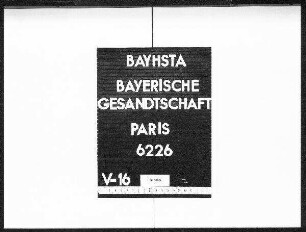 BAYHSTA
BAYERISCHE
GESANDTSCHAFT
PARIS
6226
V-16